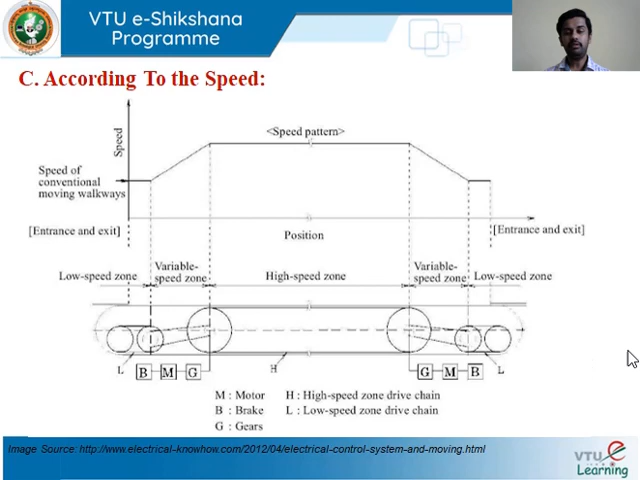 VTU e-Shikshana
Programme
C. According To the Speed:
Speed
<Speed pattern>
Speed of
conventional
moving walkways
[Entrance and exit]
Position
[Entrance and exit]
Low-speed zone
Variable-
speed zone
High-speed zone
Variable-
speed zone
Low-speed zone
L
B
M
G
H
G
M
B
L
M : Motor
H : High-speed zone drive chain
B : Brake
L : Low-speed zone drive chain
G : Gears
Image Source: http://www.electrical-knowhow.com/2012/04/electrical-control-system-and-moving.html
VTU e
Learning